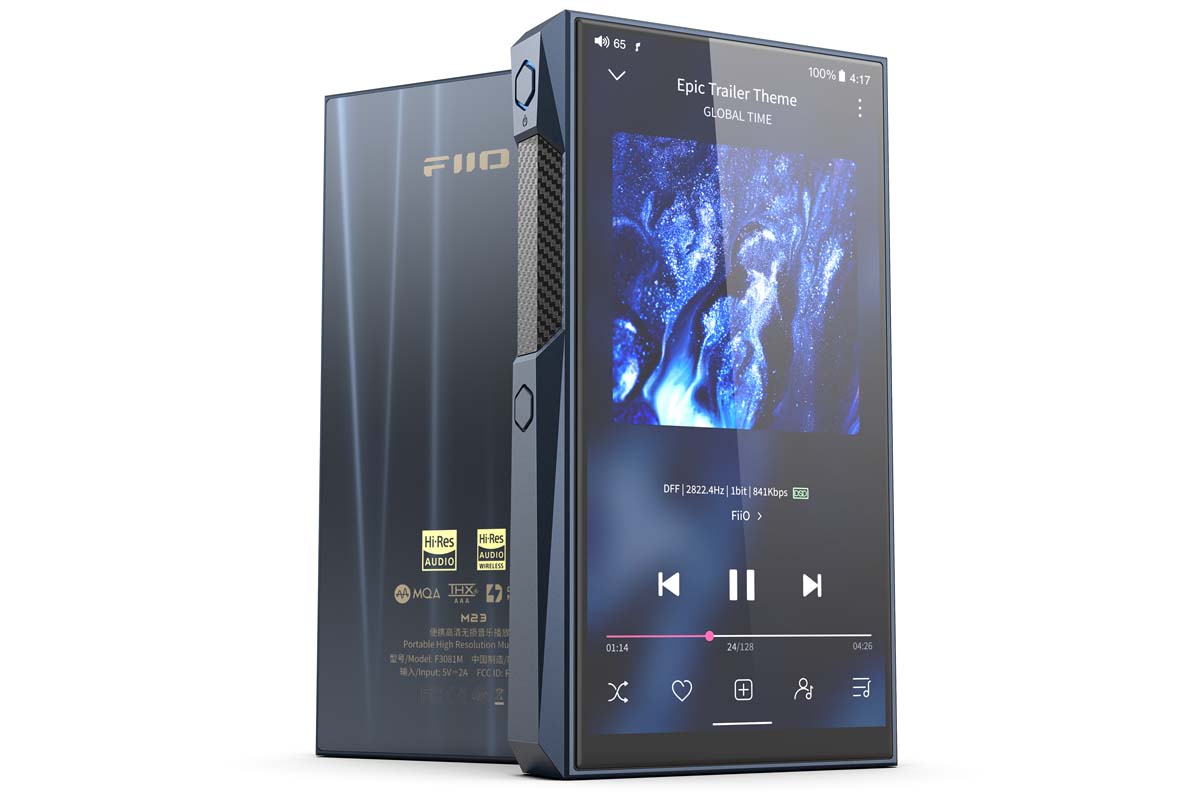 FIIO
Hi-Res
AUDIO
Hi-Res
AUDIO
WIRELESS
MQA
THX
AAA
M23
便携高清无损音乐播放
Portable High Resolution Mu
型号/Model: F3081M 中国制造/
输入/Input: 5V⎓2A FCC ID:
65
100% 4:17
Epic Trailer Theme
GLOBAL TIME
DFF | 2822.4Hz | 1bit | 841Kbps DSD
FiiO >
01:14 24/128 04:26